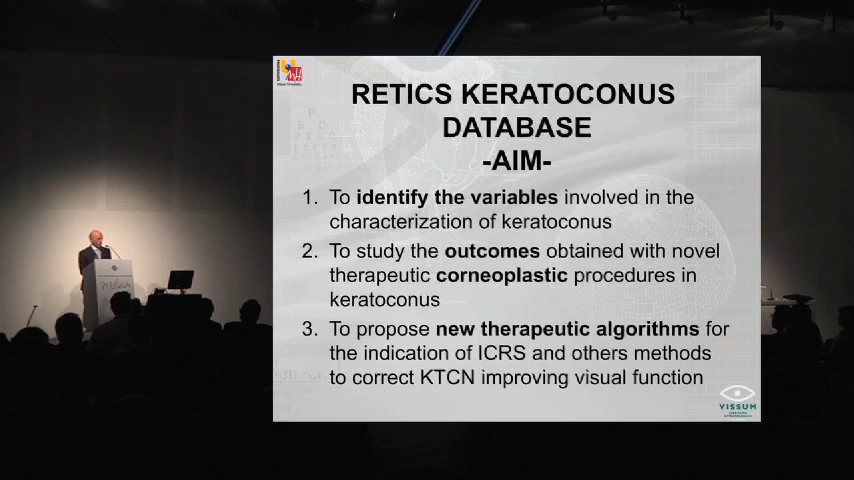 RETICS KERATOCONUS
DATABASE
-AIM-
1. To identify the variables involved in the
characterization of keratoconus
2. To study the outcomes obtained with novel
therapeutic corneoplastic procedures in
keratoconus
3. To propose new therapeutic algorithms for
the indication of ICRS and others methods
to correct KTCN improving visual function
VISSUM